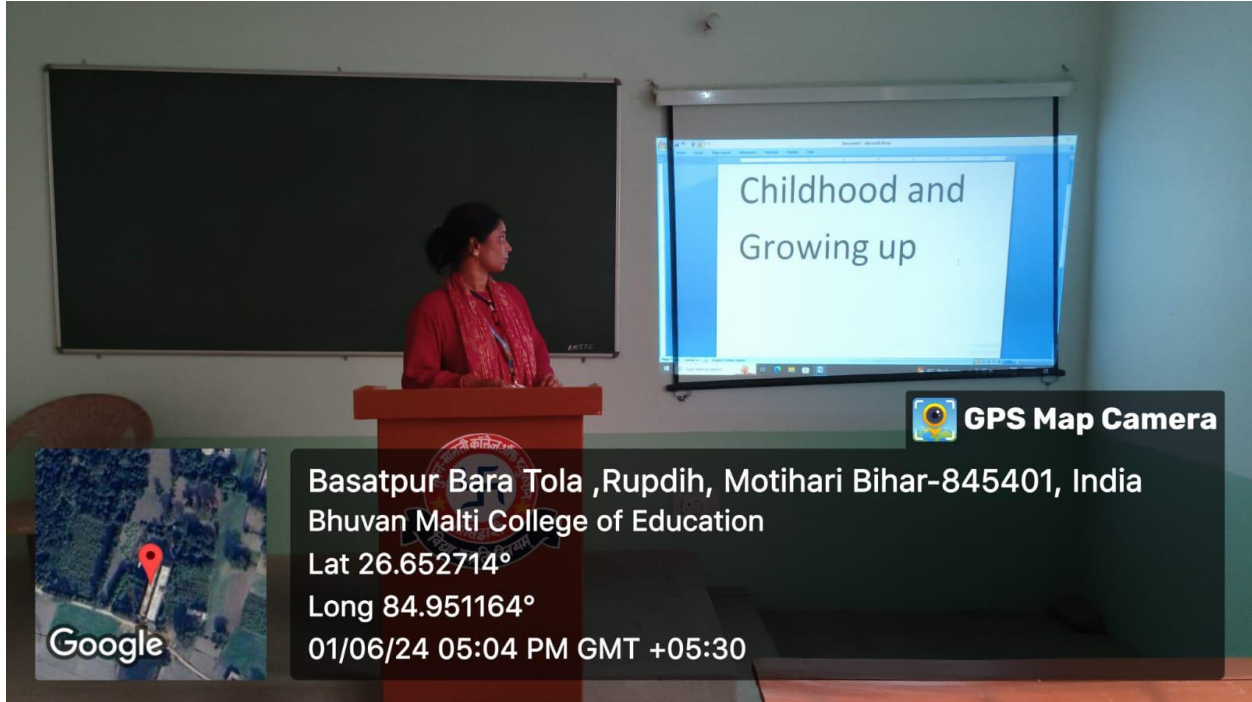 Childhood and
Growing up
GPS Map Camera
Basatpur Bara Tola ,Rupdih, Motihari Bihar-845401, India
Bhuvan Malti College of Education
Lat 26.652714°
Long 84.951164°
01/06/24 05:04 PM GMT +05:30
Google